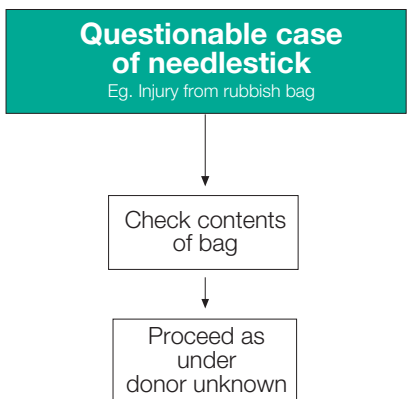 Questionable case
of needlestick
Eg. Injury from rubbish bag
Check contents
of bag
Proceed as
under
donor unknown